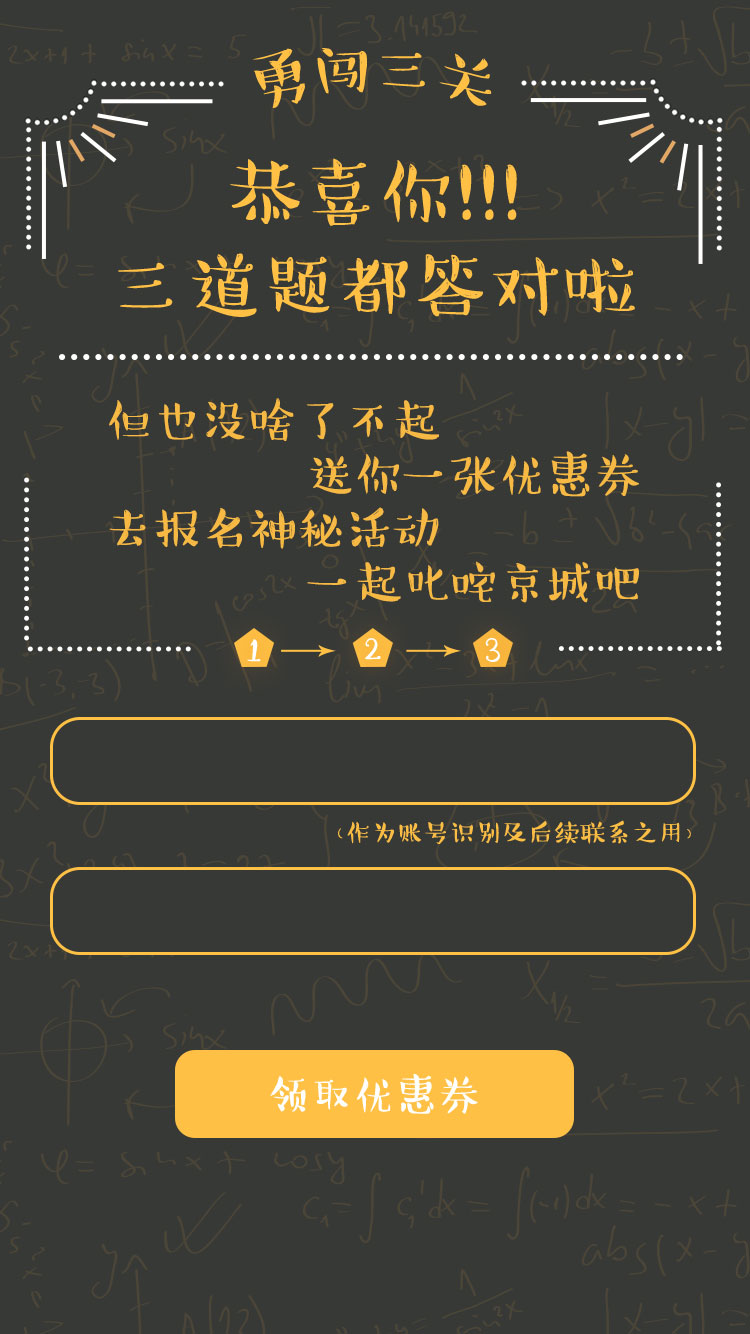 勇闯三关
恭喜你!!!
三道题都答对啦
但也没啥了不起
送你一张优惠券
去报名神秘活动
一起叱咤京城吧
1 2 3
（作为账号识别及后续联系之用）
领取优惠券